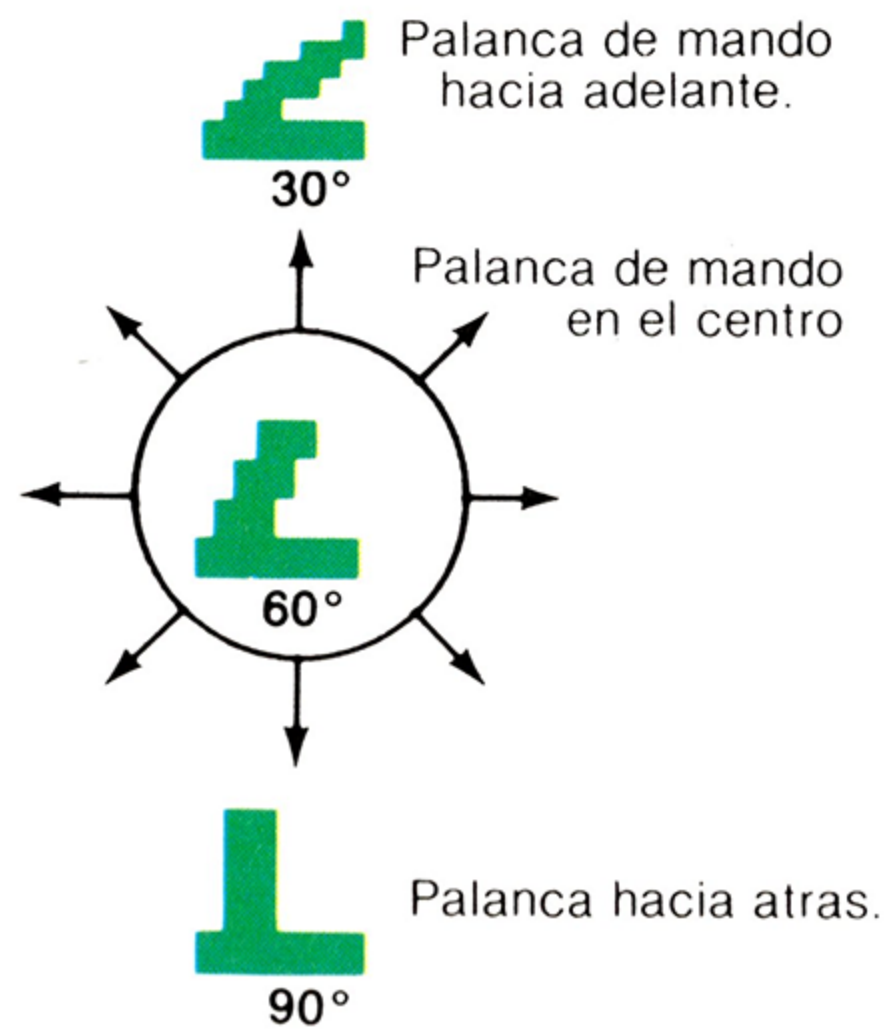 Palanca de mando
hacia adelante.
30°
Palanca de mando
en el centro
60°
Palanca hacia atras.
90°